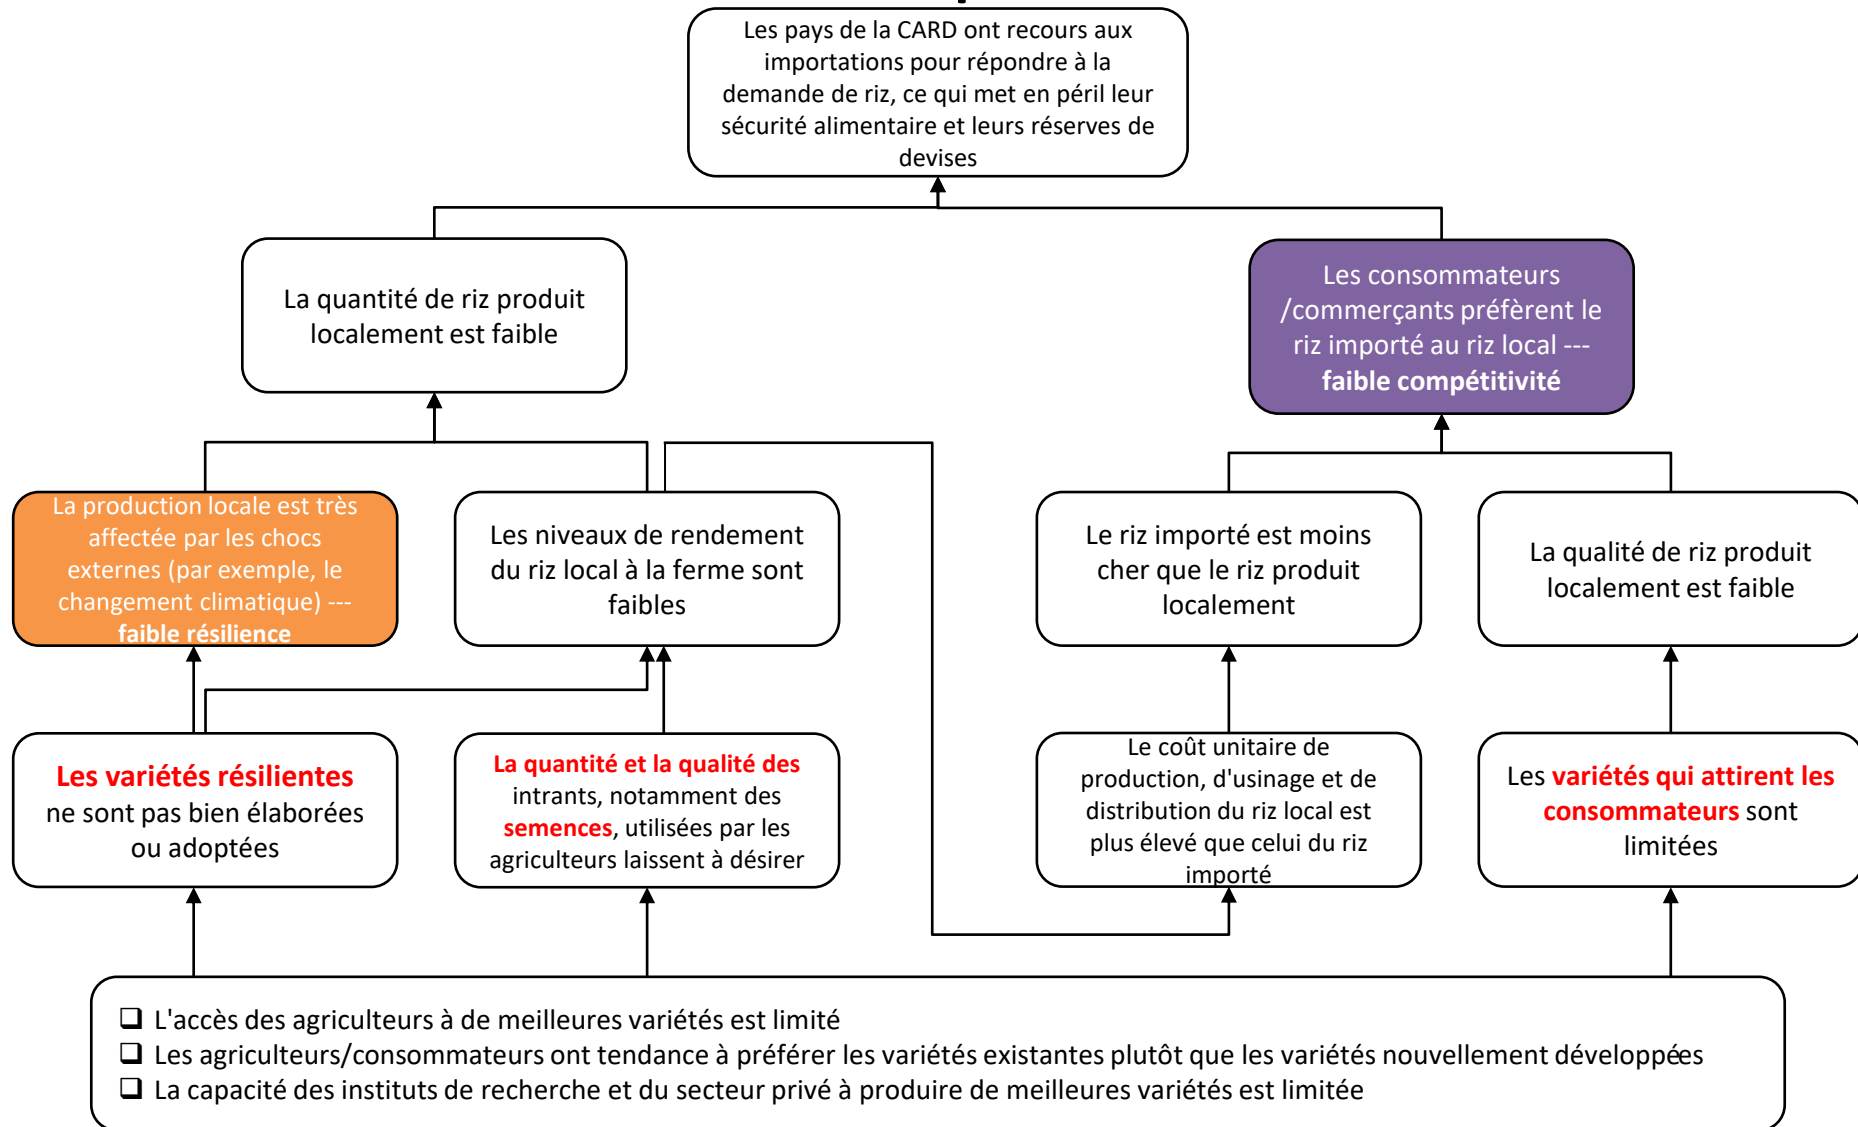 Les pays de la CARD ont recours aux
importations pour répondre à la
demande de riz, ce qui met en péril leur
sécurité alimentaire et leurs réserves de
devises
La quantité de riz produit
localement est faible
Les consommateurs
/commerçants préfèrent le
riz importé au riz local ---
faible compétitivité
La production locale est très
affectée par les chocs
externes (par exemple, le
changement climatique) ---
faible résilience
Les niveaux de rendement
du riz local à la ferme sont
faibles
Le riz importé est moins
cher que le riz produit
localement
La qualité de riz produit
localement est faible
Les variétés résilientes
ne sont pas bien élaborées
ou adoptées
La quantité et la qualité des
intrants, notamment des
semences, utilisées par les
agriculteurs laissent à désirer
Le coût unitaire de
production, d'usinage et de
distribution du riz local est
plus élevé que celui du riz
importé
Les variétés qui attirent les
consommateurs sont
limitées
❑ L'accès des agriculteurs à de meilleures variétés est limité
❑ Les agriculteurs/consommateurs ont tendance à préférer les variétés existantes plutôt que les variétés nouvellement développées
❑ La capacité des instituts de recherche et du secteur privé à produire de meilleures variétés est limitée